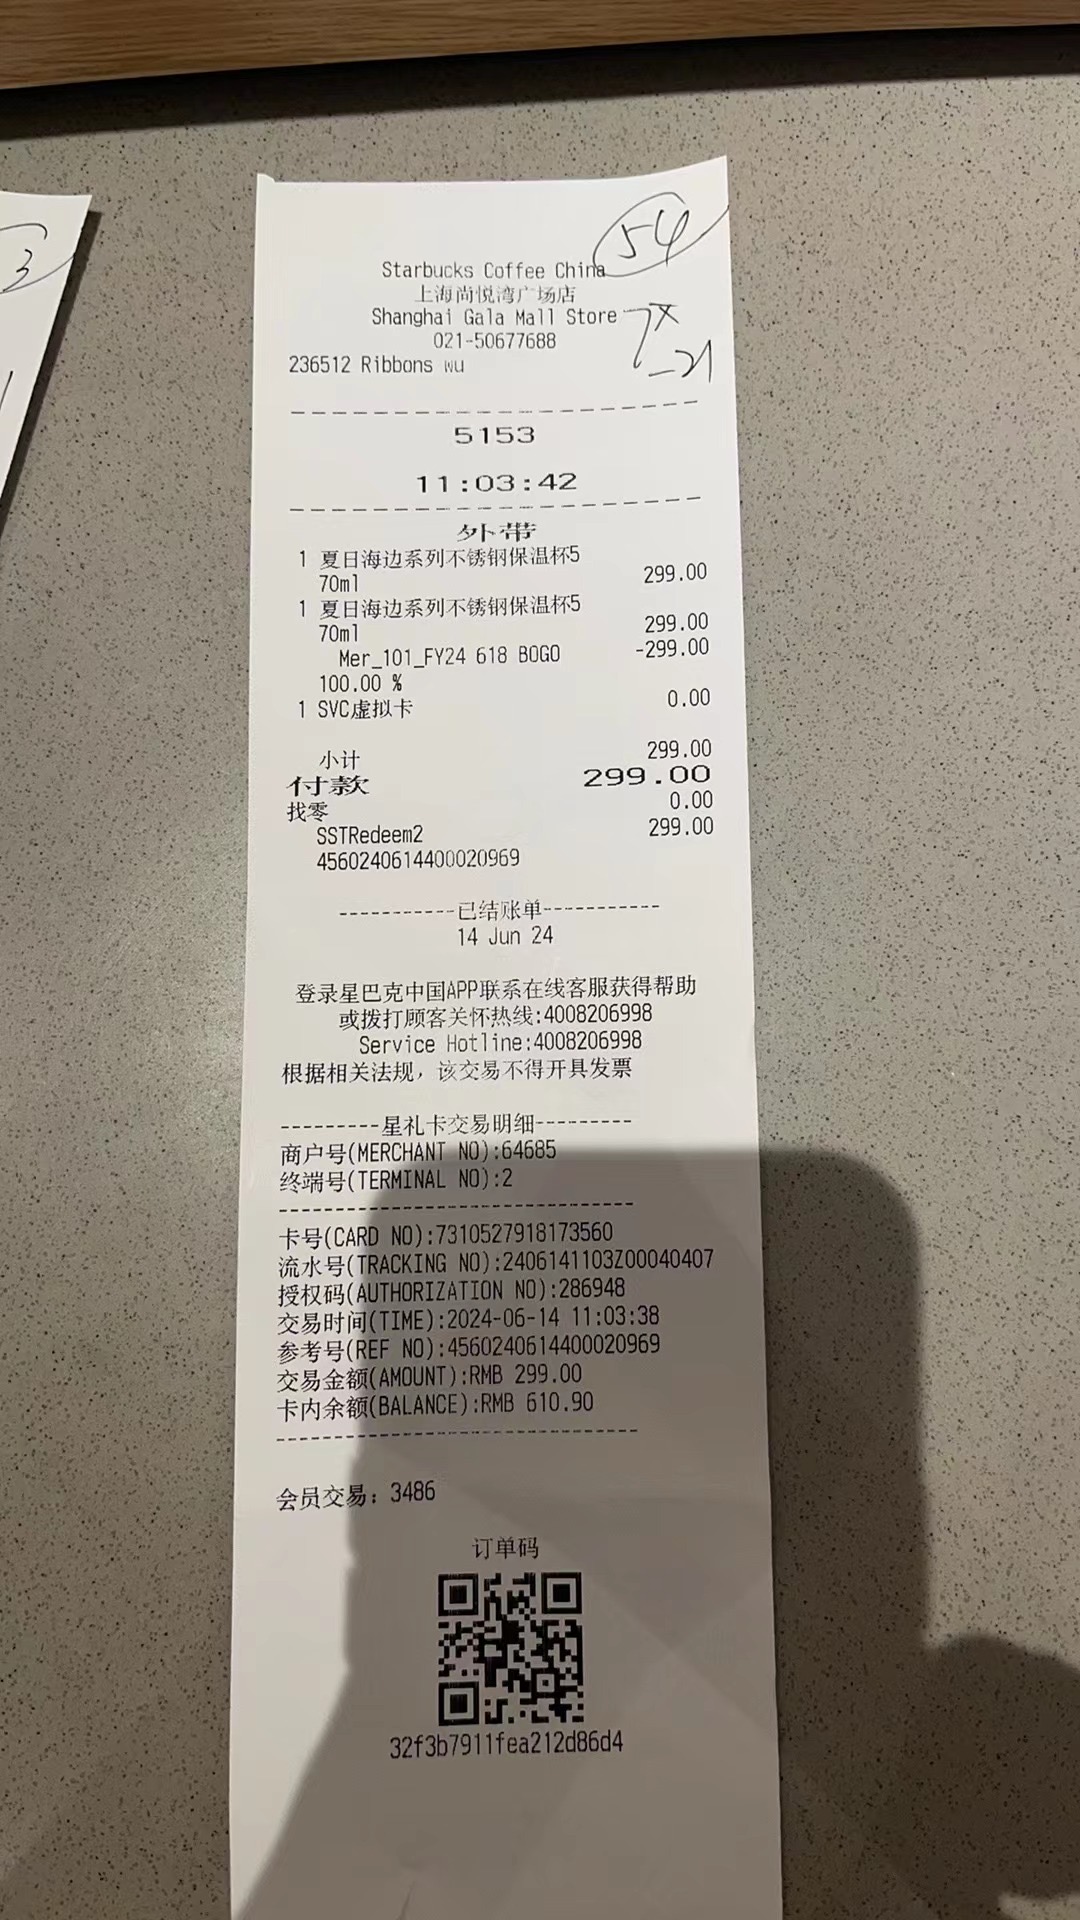 54
Starbucks Coffee China
上海尚悦湾广场店
Shanghai Gala Mall Store
021-50677688
236512 Ribbons wu
5153
11:03:42
外带
1 夏日海边系列不锈钢保温杯5
70ml 299.00
1 夏日海边系列不锈钢保温杯5
70ml 299.00
Mer_101_FY24 618 BOGO -299.00
100.00 %
1 SVC虚拟卡 0.00
小计 299.00
付款 299.00
找零 0.00
SSTRedeem2 299.00
4560240614400020969
-----------已结账单-----------
14 Jun 24
登录星巴克中国APP联系在线客服获得帮助
或拨打顾客关怀热线:4008206998
Service Hotline:4008206998
根据相关法规，该交易不得开具发票
---------星礼卡交易明细---------
商户号(MERCHANT NO):64685
终端号(TERMINAL NO):2
卡号(CARD NO):7310527918173560
流水号(TRACKING NO):2406141103Z00040407
授权码(AUTHORIZATION NO):286948
交易时间(TIME):2024-06-14 11:03:38
参考号(REF NO):4560240614400020969
交易金额(AMOUNT):RMB 299.00
卡内余额(BALANCE):RMB 610.90
会员交易：3486
订单码
32f3b7911fea212d86d4